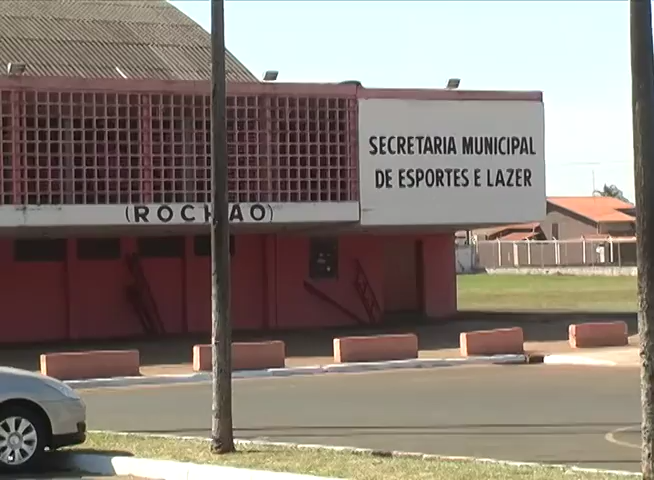 SECRETARIA MUNICIPAL
DE ESPORTES E LAZER
(ROCHÃO)